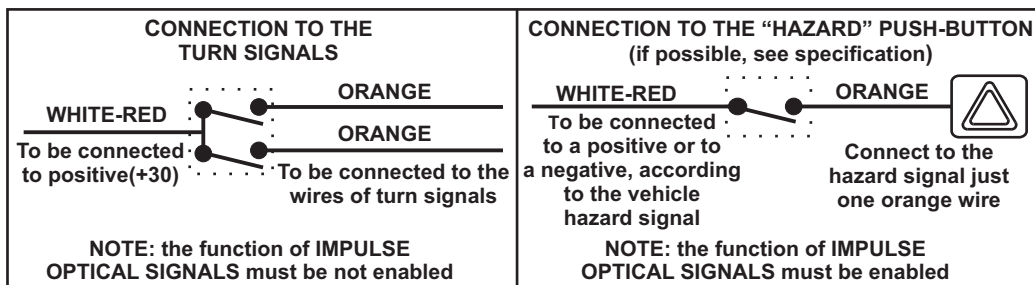 CONNECTION TO THE
TURN SIGNALS
WHITE-RED
ORANGE
ORANGE
To be connected
to positive(+30)
To be connected to the
wires of turn signals
NOTE: the function of IMPULSE
OPTICAL SIGNALS must be not enabled
CONNECTION TO THE “HAZARD” PUSH-BUTTON
(if possible, see specification)
WHITE-RED
ORANGE
To be connected
to a positive or to
a negative, according
to the vehicle
hazard signal
Connect to the
hazard signal just
one orange wire
NOTE: the function of IMPULSE
OPTICAL SIGNALS must be enabled